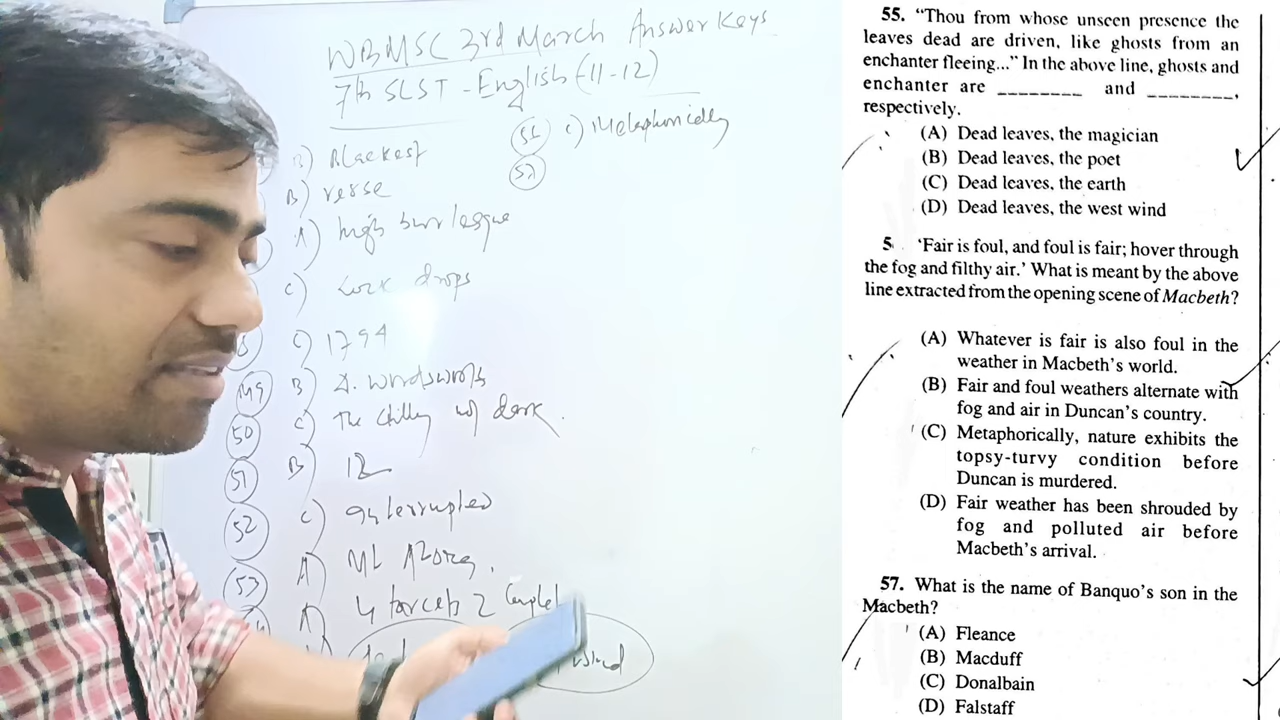 WBMSC 3rd March Answer Keys
7th SLST - English (11-12)
B) Blackest
B) verse
A) high burlesque
C) drops
C) 1794
49 B) D. Wordsworth
50 C) The Chilly w/ dark.
51 B) 12
52 C) Interrupted
53 A)
A) 4 tercets 2
wind
C) Metaphorically
55. “Thou from whose unseen presence the
leaves dead are driven, like ghosts from an
enchanter fleeing...” In the above line, ghosts and
enchanter are ________ and ________,
respectively.
(A) Dead leaves, the magician
(B) Dead leaves, the poet
(C) Dead leaves, the earth
(D) Dead leaves, the west wind
5 ‘Fair is foul, and foul is fair; hover through
the fog and filthy air.’ What is meant by the above
line extracted from the opening scene of Macbeth?
(A) Whatever is fair is also foul in the
weather in Macbeth’s world.
(B) Fair and foul weathers alternate with
fog and air in Duncan’s country.
(C) Metaphorically, nature exhibits the
topsy-turvy condition before
Duncan is murdered.
(D) Fair weather has been shrouded by
fog and polluted air before
Macbeth’s arrival.
57. What is the name of Banquo’s son in the
Macbeth?
(A) Fleance
(B) Macduff
(C) Donalbain
(D) Falstaff